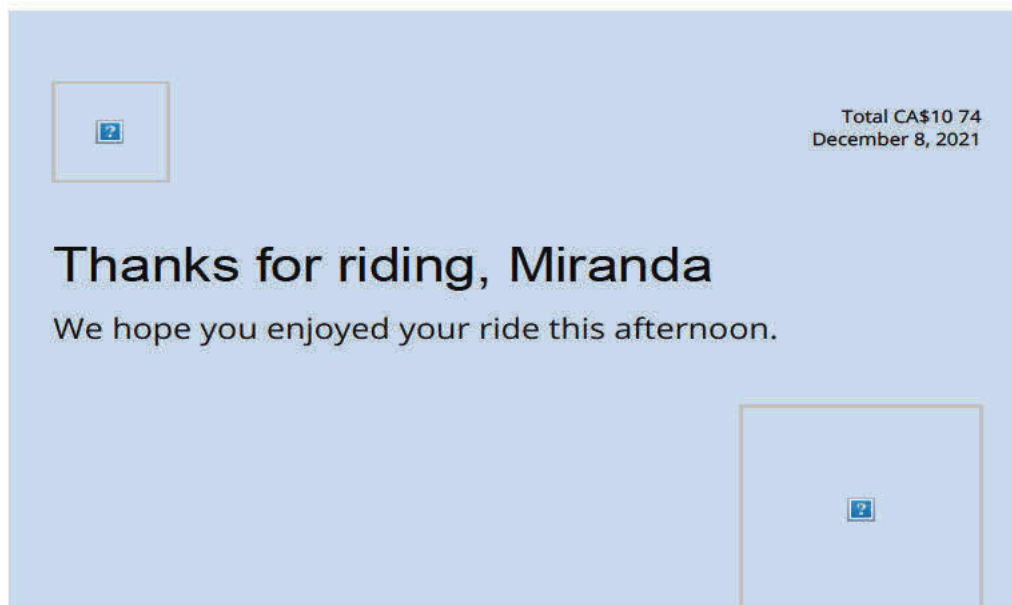 Total CA$10 74
December 8, 2021
Thanks for riding, Miranda
We hope you enjoyed your ride this afternoon.